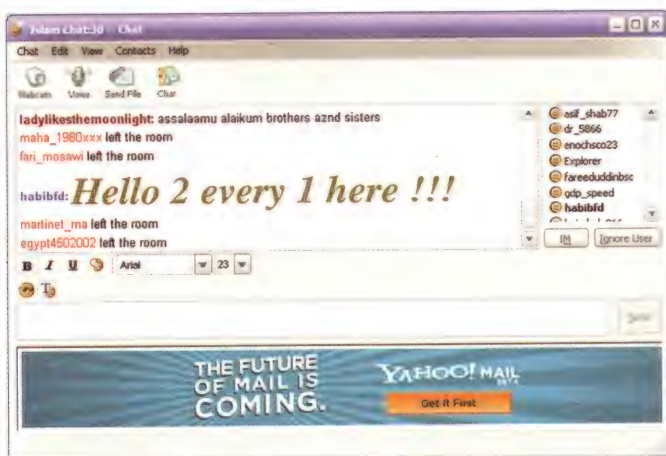 Islam Chat:30 - Chat
Chat Edit View Contacts Help
Webcam Voice Send File Chat
ladylikesthemoonlight: assalaamu alaikum brothers aznd sisters
maha_1980xxx left the room
fari_mosawi left the room
habibfd: Hello 2 every 1 here !!!
martinet_ma left the room
egypt4502002 left the room
asif_shab77
dr_5866
enochsco23
Explorer
fareeduddinbsc
gdp_speed
habibfd
IM Ignore User
B I U Arial 23
Send
THE FUTURE
OF MAIL IS
COMING.
YAHOO! MAIL
BETA
Get It First